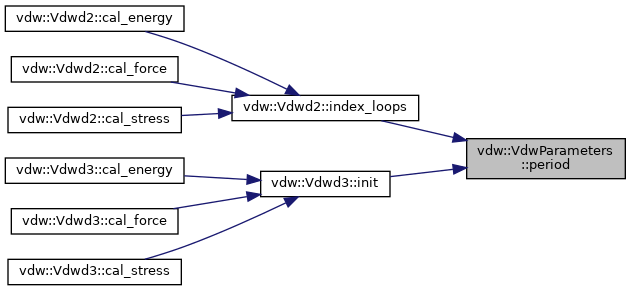 vdw::Vdwd2::cal_energy
vdw::Vdwd2::cal_force
vdw::Vdwd2::index_loops
vdw::Vdwd2::cal_stress
vdw::VdwParameters
::period
vdw::Vdwd3::cal_energy
vdw::Vdwd3::init
vdw::Vdwd3::cal_force
vdw::Vdwd3::cal_stress